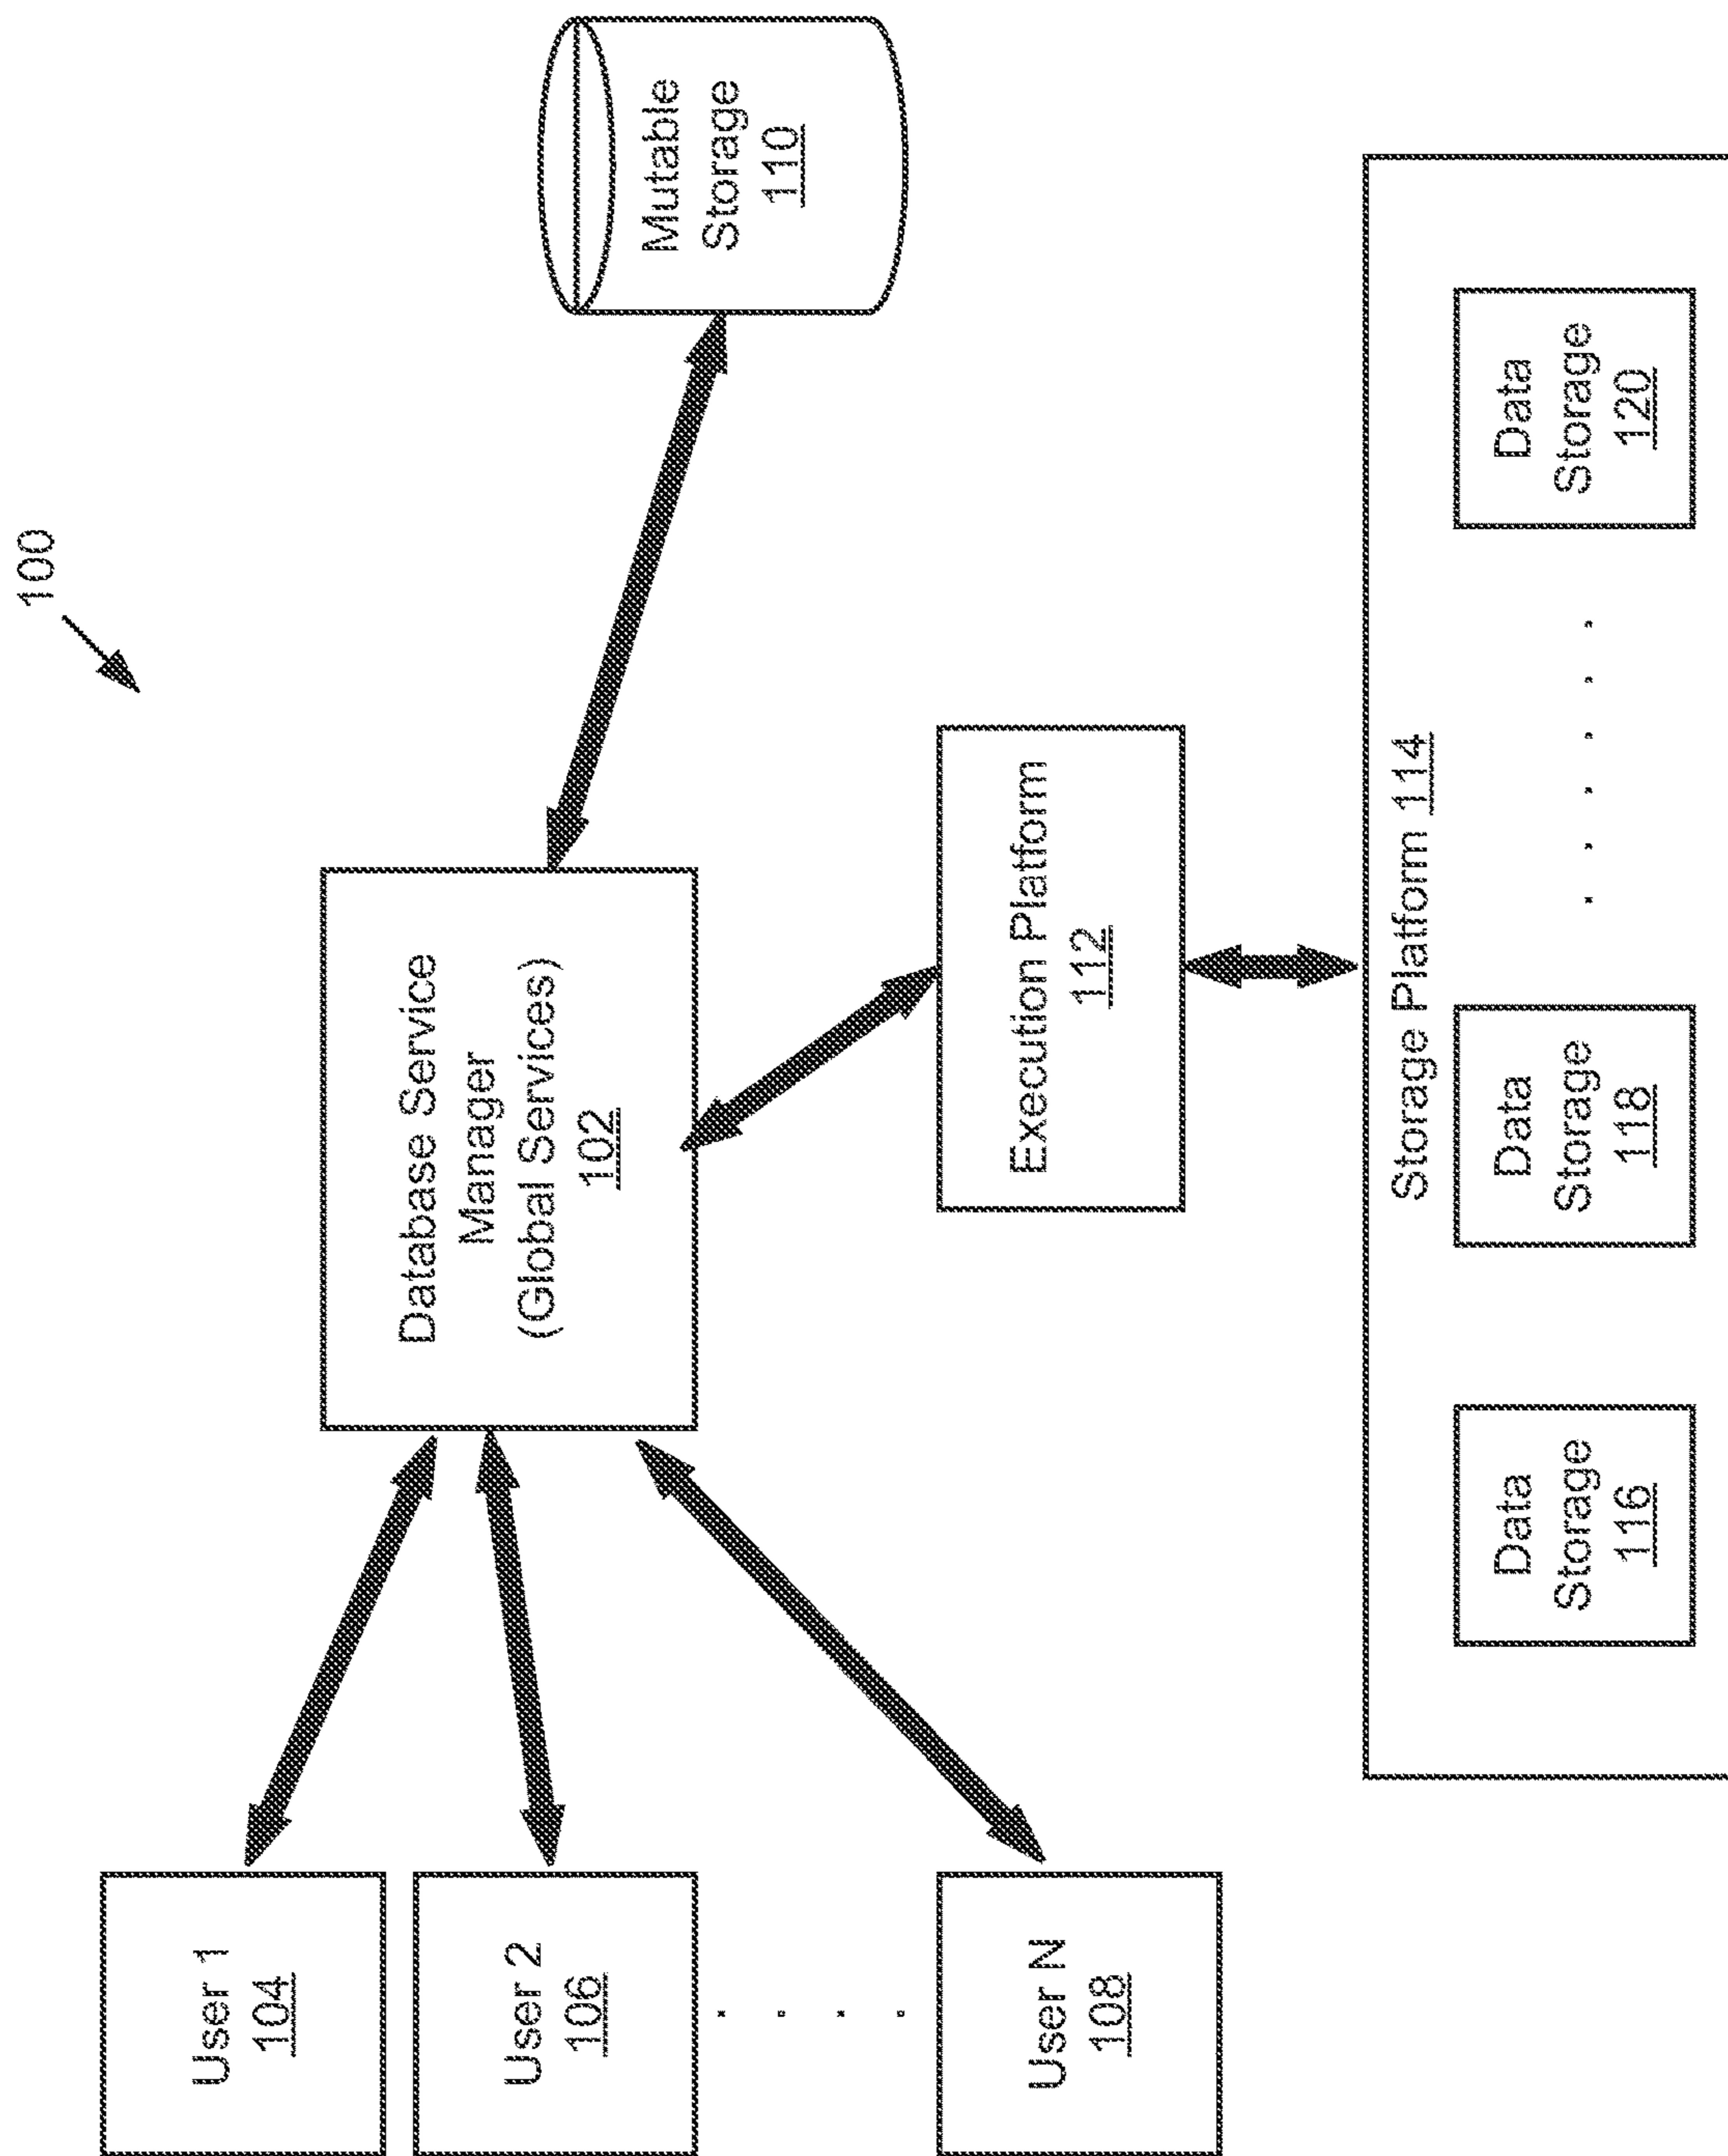 100
User 1
104
User 2
106
User N
108
Database Service
Manager
(Global Services)
102
Mutable
Storage
110
Execution Platform
112
Storage Platform 114
Data
Storage
116
Data
Storage
118
Data
Storage
120